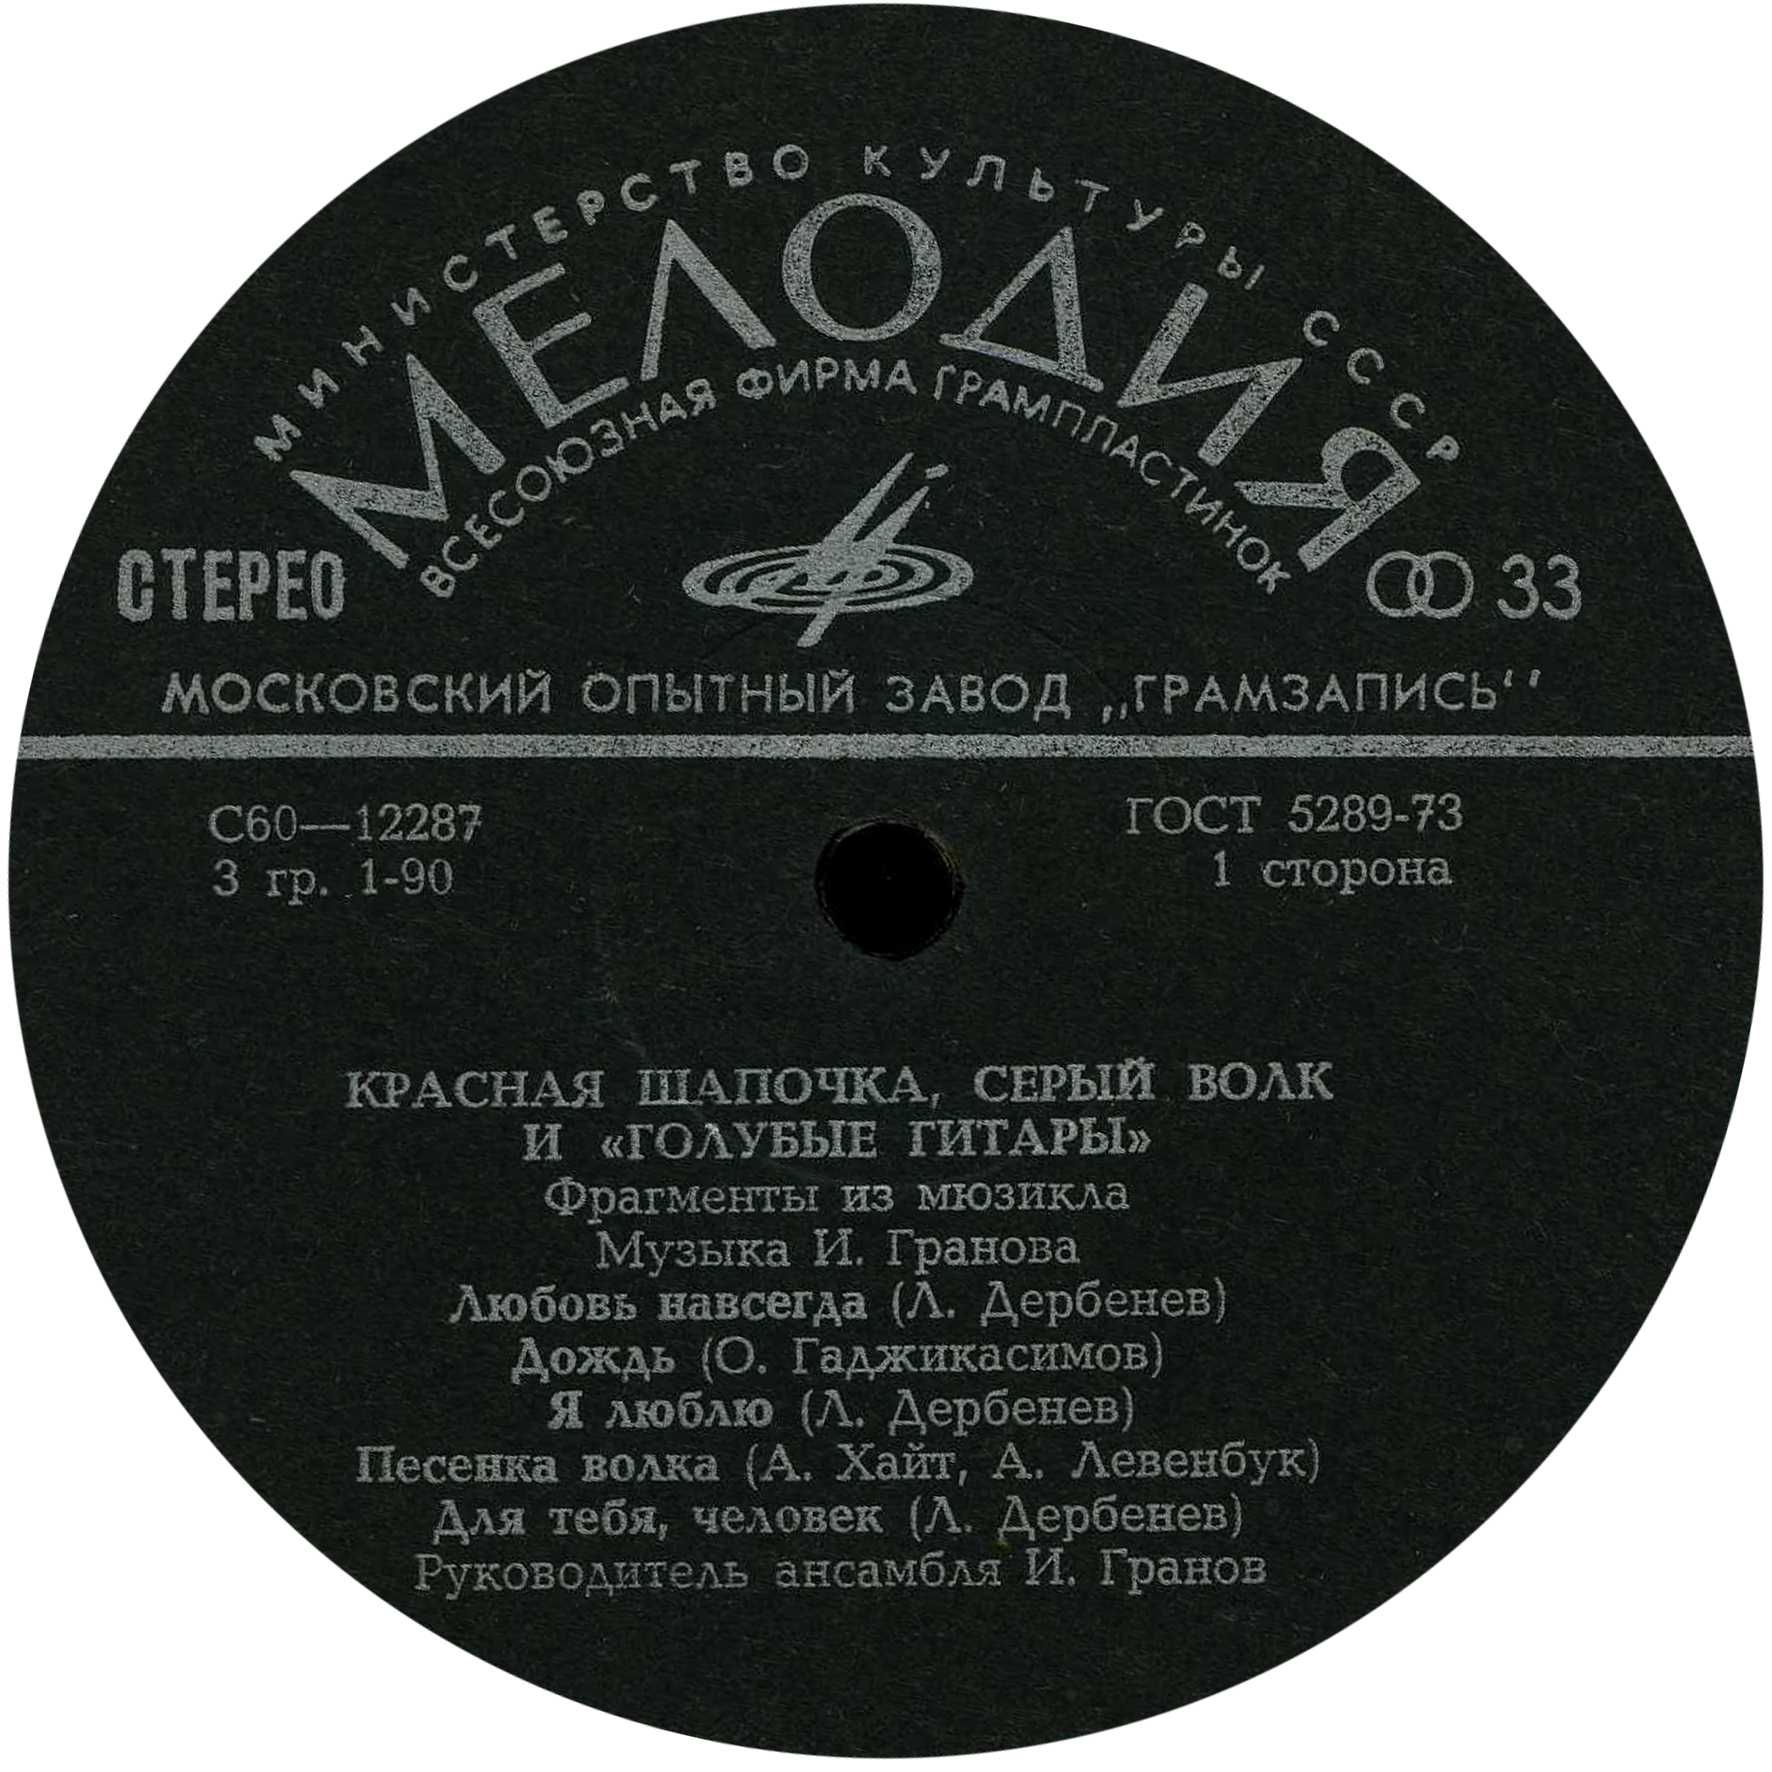 МИНИСТЕРСТВО КУЛЬТУРЫ СССР
МЕЛОДИЯ
ВСЕСОЮЗНАЯ ФИРМА ГРАМПЛАСТИНОК
СТЕРЕО
33
МОСКОВСКИЙ ОПЫТНЫЙ ЗАВОД „ГРАМЗАПИСЬ‘‘
С60—12287
ГОСТ 5289-73
3 гр. 1-90
1 сторона
КРАСНАЯ ШАПОЧКА, СЕРЫЙ ВОЛК
И «ГОЛУБЫЕ ГИТАРЫ»
Фрагменты из мюзикла
Музыка И. Гранова
Любовь навсегда (Л. Дербенев)
Дождь (О. Гаджикасимов)
Я люблю (Л. Дербенев)
Песенка волка (А. Хайт, А. Левенбук)
Для тебя, человек (Л. Дербенев)
Руководитель ансамбля И. Гранов